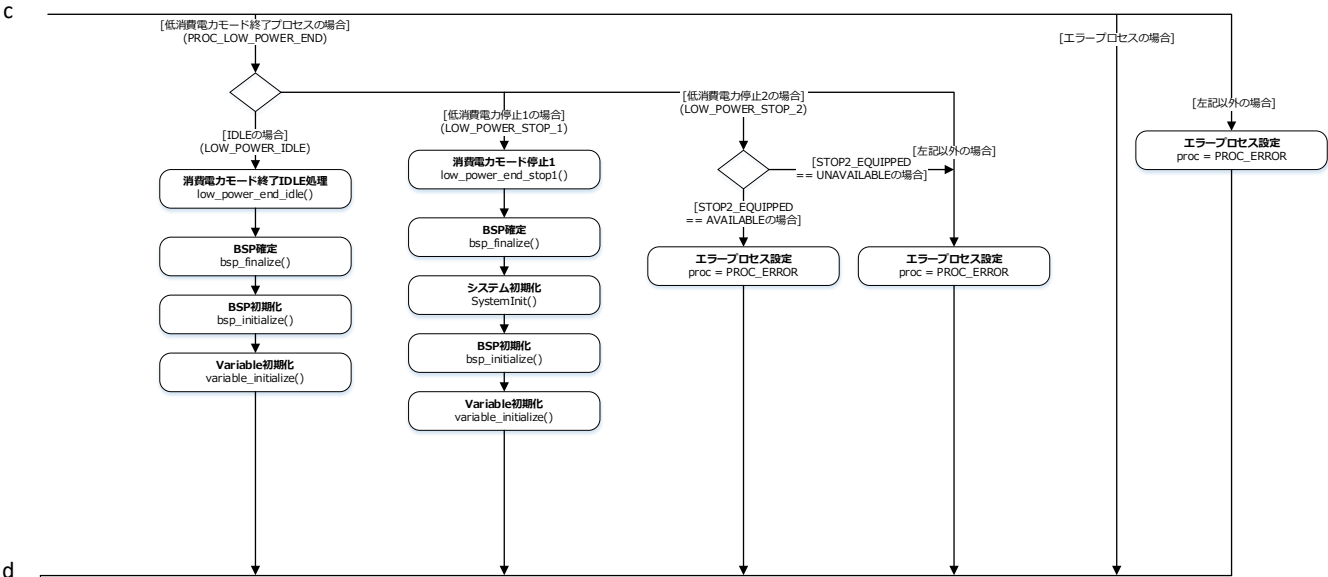 c
[低消費電力モード終了プロセスの場合]
(PROC_LOW_POWER_END)
[エラープロセスの場合]
[低消費電力停止1の場合]
(LOW_POWER_STOP_1)
[低消費電力停止2の場合]
(LOW_POWER_STOP_2)
[左記以外の場合]
[IDLEの場合]
(LOW_POWER_IDLE)
消費電力モード停止1
low_power_end_stop1()
[左記以外の場合]
エラープロセス設定
proc = PROC_ERROR
[STOP2_EQUIPPED
== UNAVAILABLEの場合]
消費電力モード終了IDLE処理
low_power_end_idle()
[STOP2_EQUIPPED
== AVAILABLEの場合]
BSP確定
bsp_finalize()
BSP確定
bsp_finalize()
エラープロセス設定
proc = PROC_ERROR
エラープロセス設定
proc = PROC_ERROR
BSP初期化
bsp_initialize()
システム初期化
SystemInit()
Variable初期化
variable_initialize()
BSP初期化
bsp_initialize()
Variable初期化
variable_initialize()
d